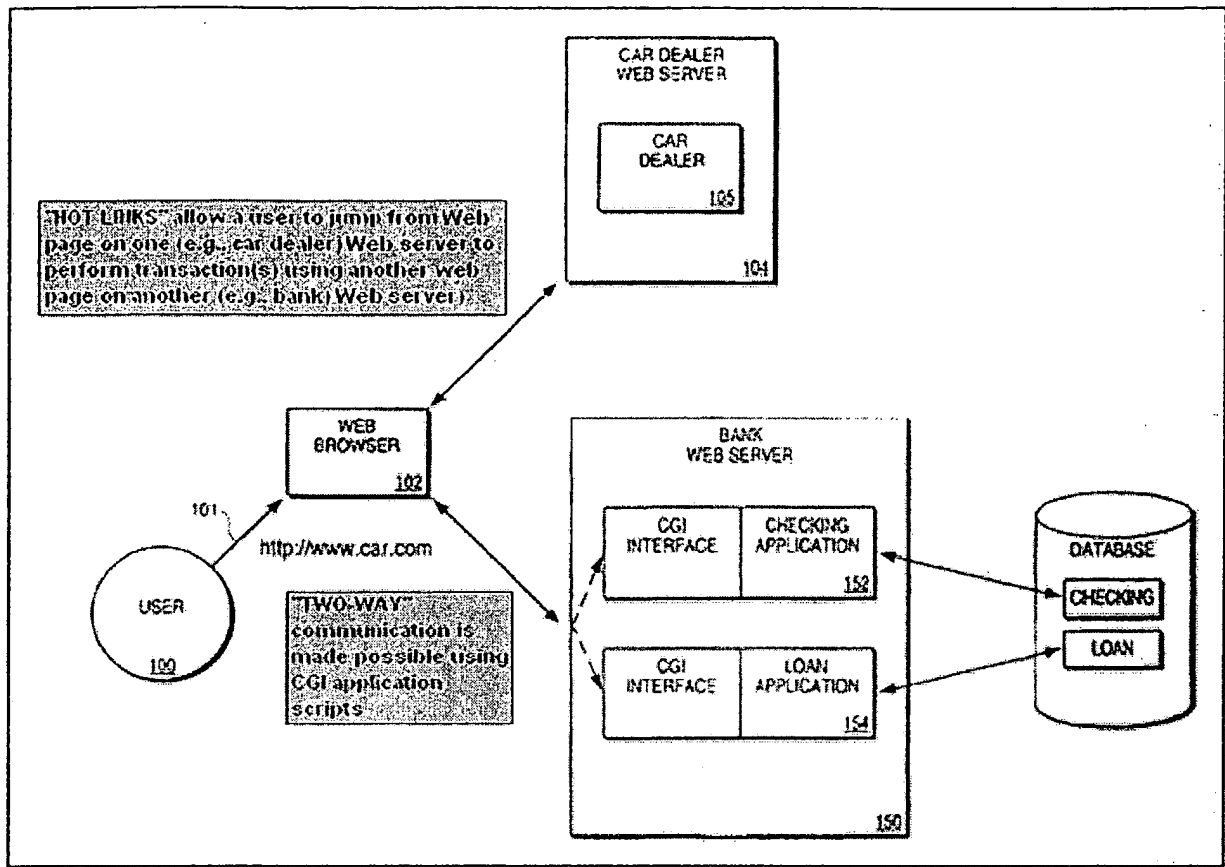 CAR DEALER
WEB SERVER
CAR
DEALER
105
104
"HOT LINKS" allow a user to jump from Web
page on one (e.g., car dealer) Web server to
perform transaction(s) using another web
page on another (e.g., bank) Web server)
WEB
BROWSER
102
101
http://www.car.com
USER
100
"TWO-WAY"
communication is
made possible using
CGI application
scripts
BANK
WEB SERVER
CGI
INTERFACE
CHECKING
APPLICATION
152
CGI
INTERFACE
LOAN
APPLICATION
154
150
DATABASE
CHECKING
LOAN